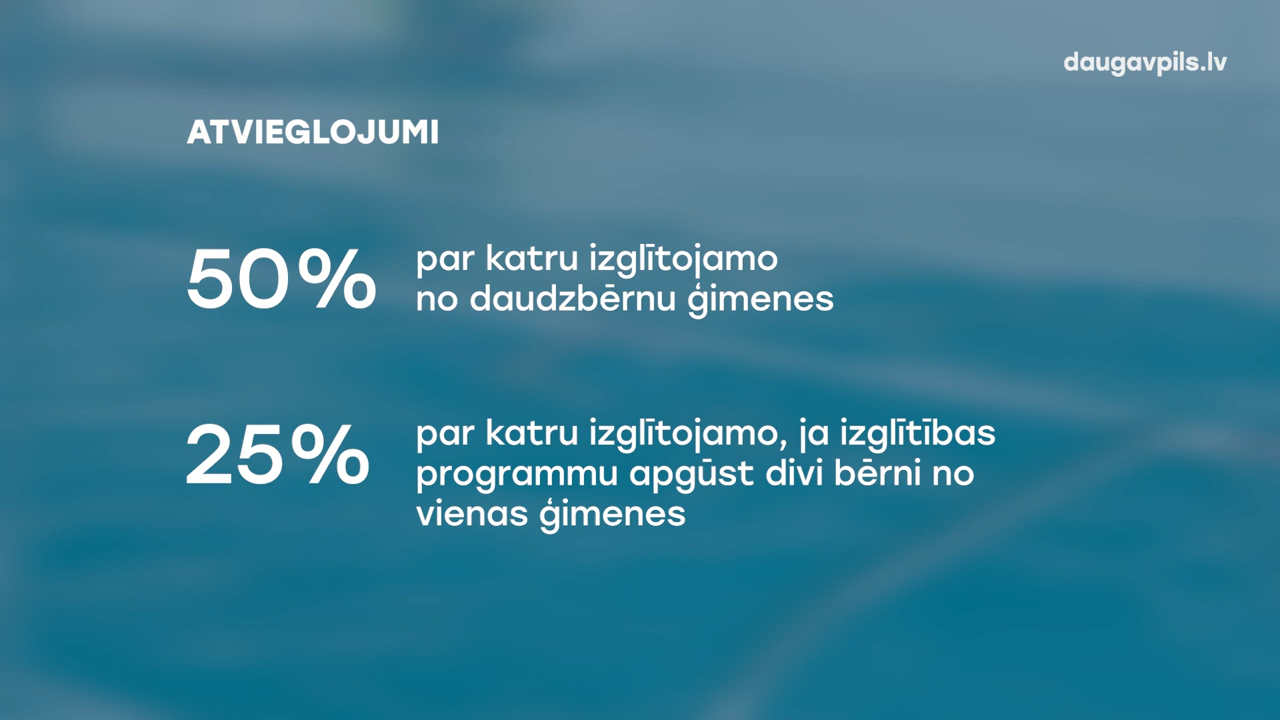 daugavpils.lv
ATVIEGLOJUMI
50%
par katru izglītojamo
no daudzbērnu ģimenes
25%
par katru izglītojamo, ja izglītības
programmu apgūst divi bērni no
vienas ģimenes